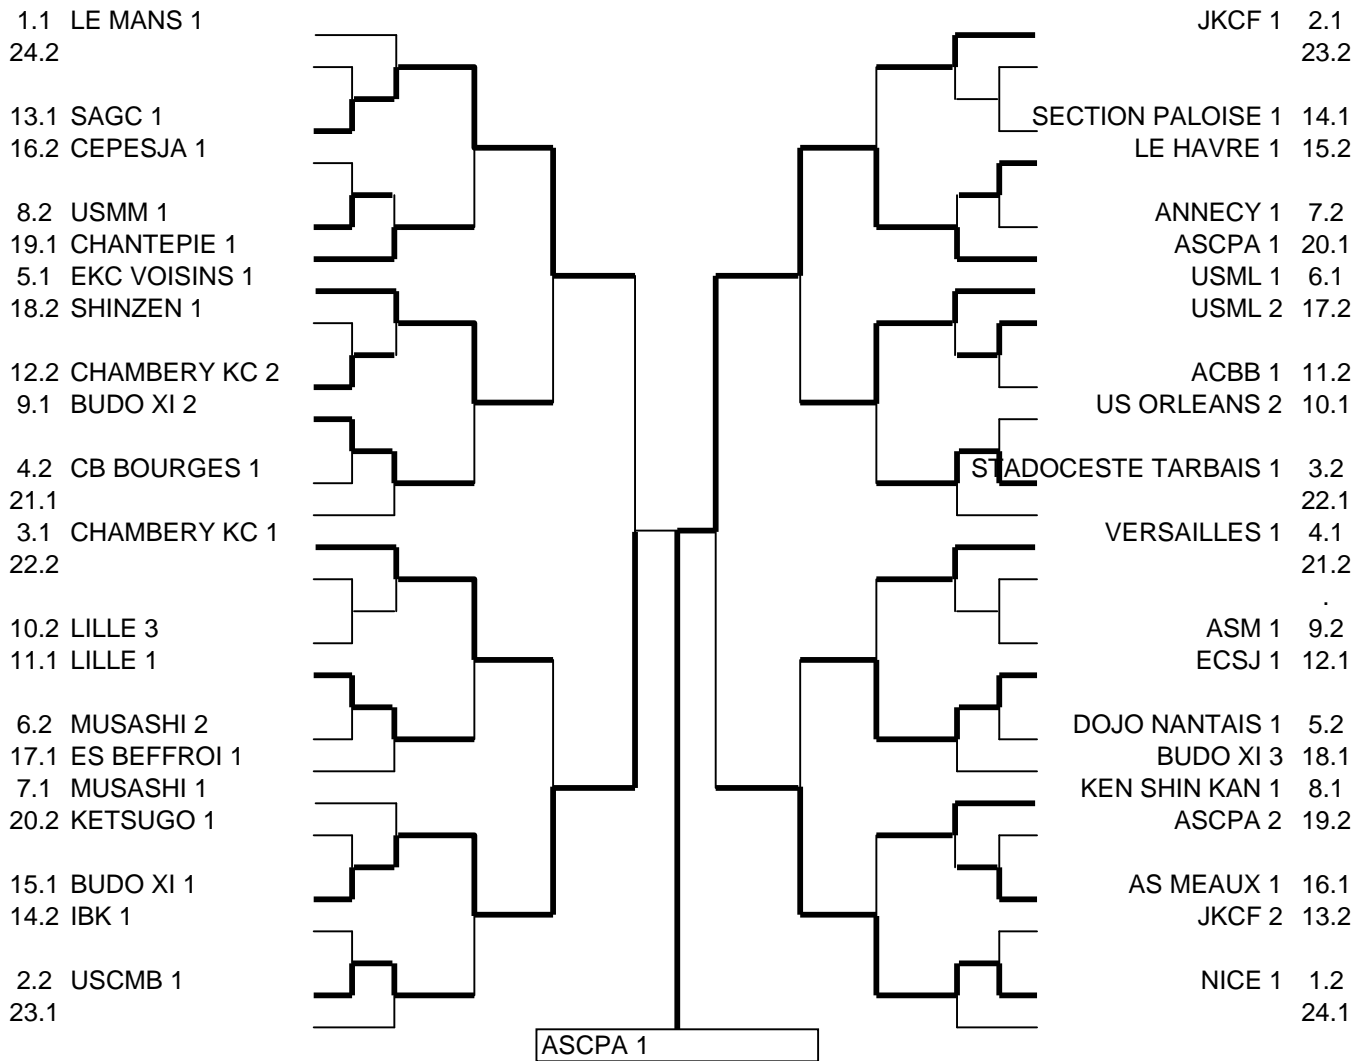 1.1 LE MANS 1
24.2
13.1 SAGC 1
16.2 CEPESJA 1
8.2 USMM 1
19.1 CHANTEPIE 1
5.1 EKC VOISINS 1
18.2 SHINZEN 1
12.2 CHAMBERY KC 2
9.1 BUDO XI 2
4.2 CB BOURGES 1
21.1
3.1 CHAMBERY KC 1
22.2
10.2 LILLE 3
11.1 LILLE 1
6.2 MUSASHI 2
17.1 ES BEFFROI 1
7.1 MUSASHI 1
20.2 KETSUGO 1
15.1 BUDO XI 1
14.2 IBK 1
2.2 USCMB 1
23.1
JKCF 1 2.1
23.2
SECTION PALOISE 1 14.1
LE HAVRE 1 15.2
ANNECY 1 7.2
ASCPA 1 20.1
USML 1 6.1
USML 2 17.2
ACBB 1 11.2
US ORLEANS 2 10.1
STADOCESTE TARBAIS 1 3.2
22.1
VERSAILLES 1 4.1
21.2
.
ASM 1 9.2
ECSJ 1 12.1
DOJO NANTAIS 1 5.2
BUDO XI 3 18.1
KEN SHIN KAN 1 8.1
ASCPA 2 19.2
AS MEAUX 1 16.1
JKCF 2 13.2
NICE 1 1.2
24.1
ASCPA 1